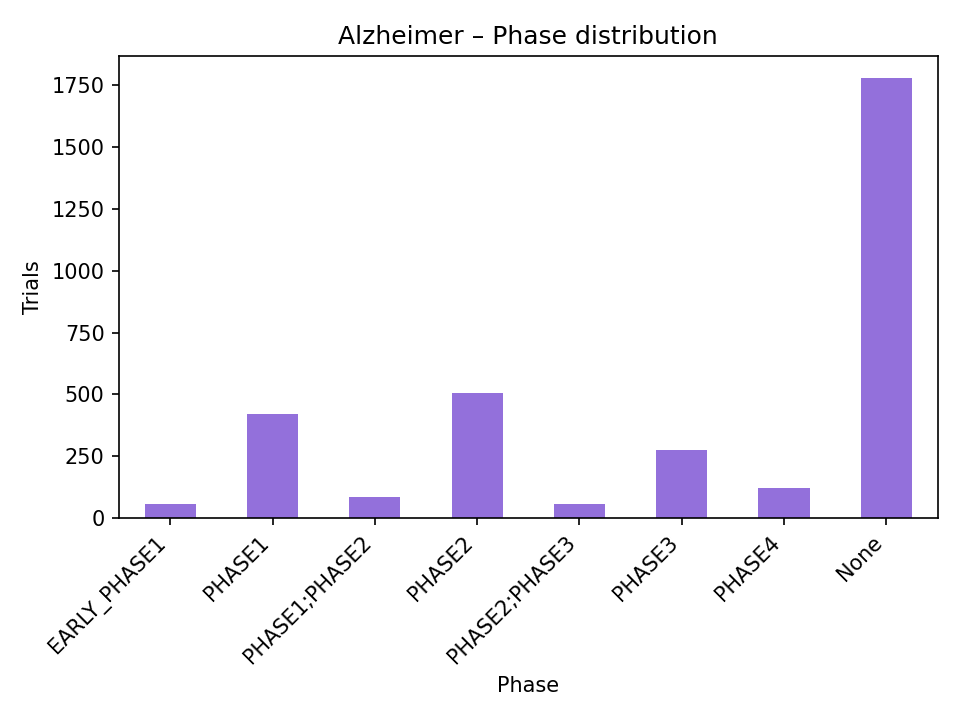 Alzheimer – Phase distribution
Trials
1750
1500
1250
1000
750
500
250
0
EARLY_PHASE1
PHASE1
PHASE1;PHASE2
PHASE2
PHASE2;PHASE3
PHASE3
PHASE4
None
Phase